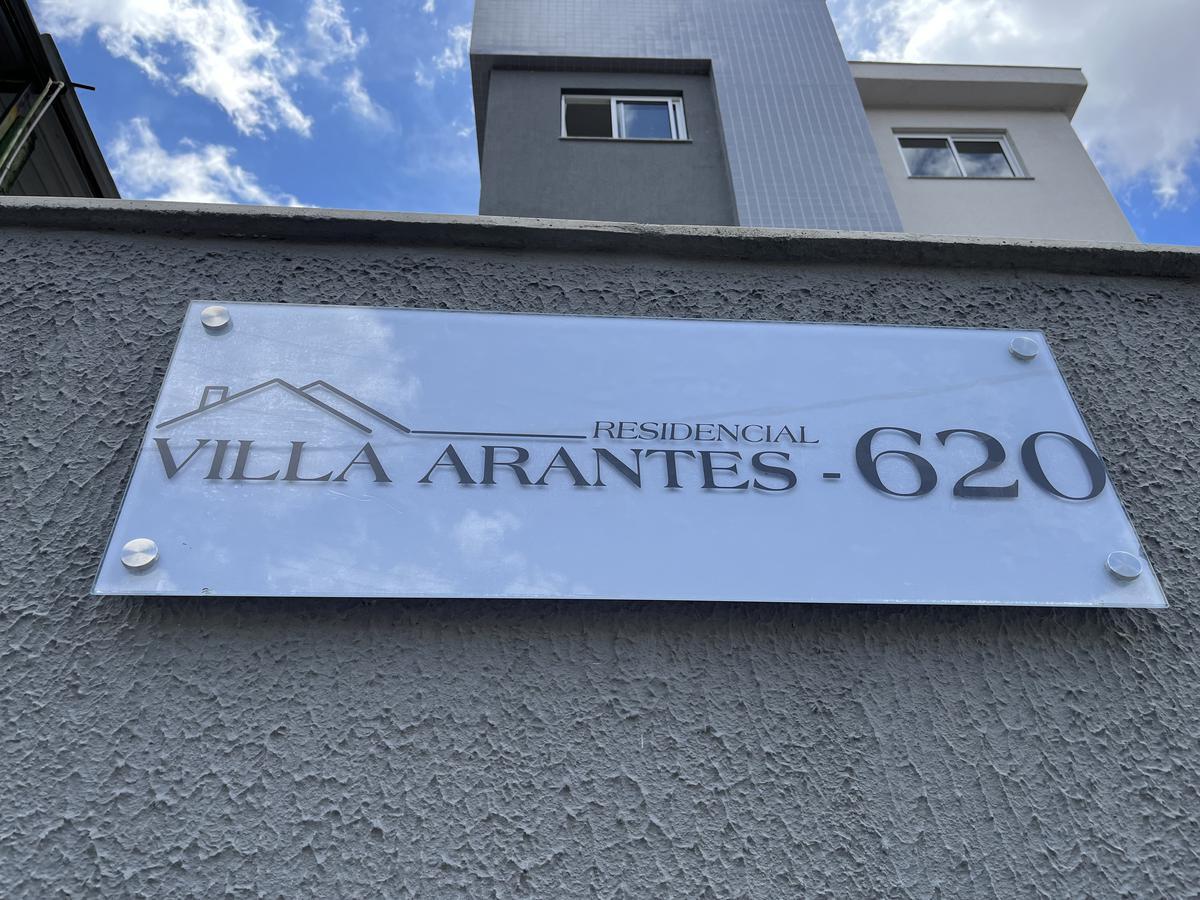 RESIDENCIAL
VILLA ARANTES - 620